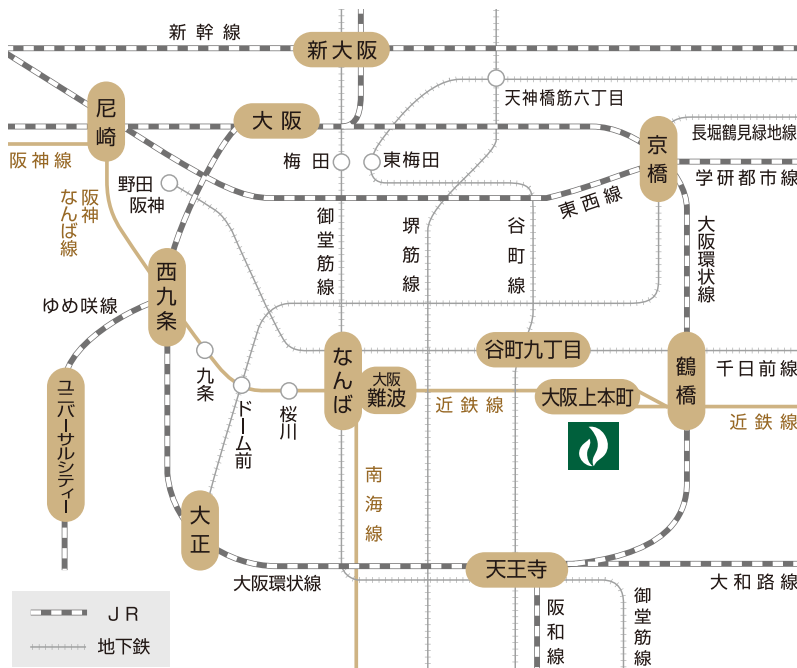 新幹線
新大阪
天神橋筋六丁目
尼崎
大阪
京橋
長堀鶴見緑地線
阪神線
梅田
東梅田
学研都市線
野田
阪神
阪神
なんば線
東西線
御堂筋線
堺筋線
谷町線
大阪環状線
西九条
ゆめ咲線
なんば
大阪
難波
谷町九丁目
鶴橋
千日前線
九条
ドーム前
桜川
近鉄線
大阪上本町
近鉄線
ユニバーサルシティー
南海線
大正
大阪環状線
天王寺
大和路線
阪和線
御堂筋線
JR
地下鉄